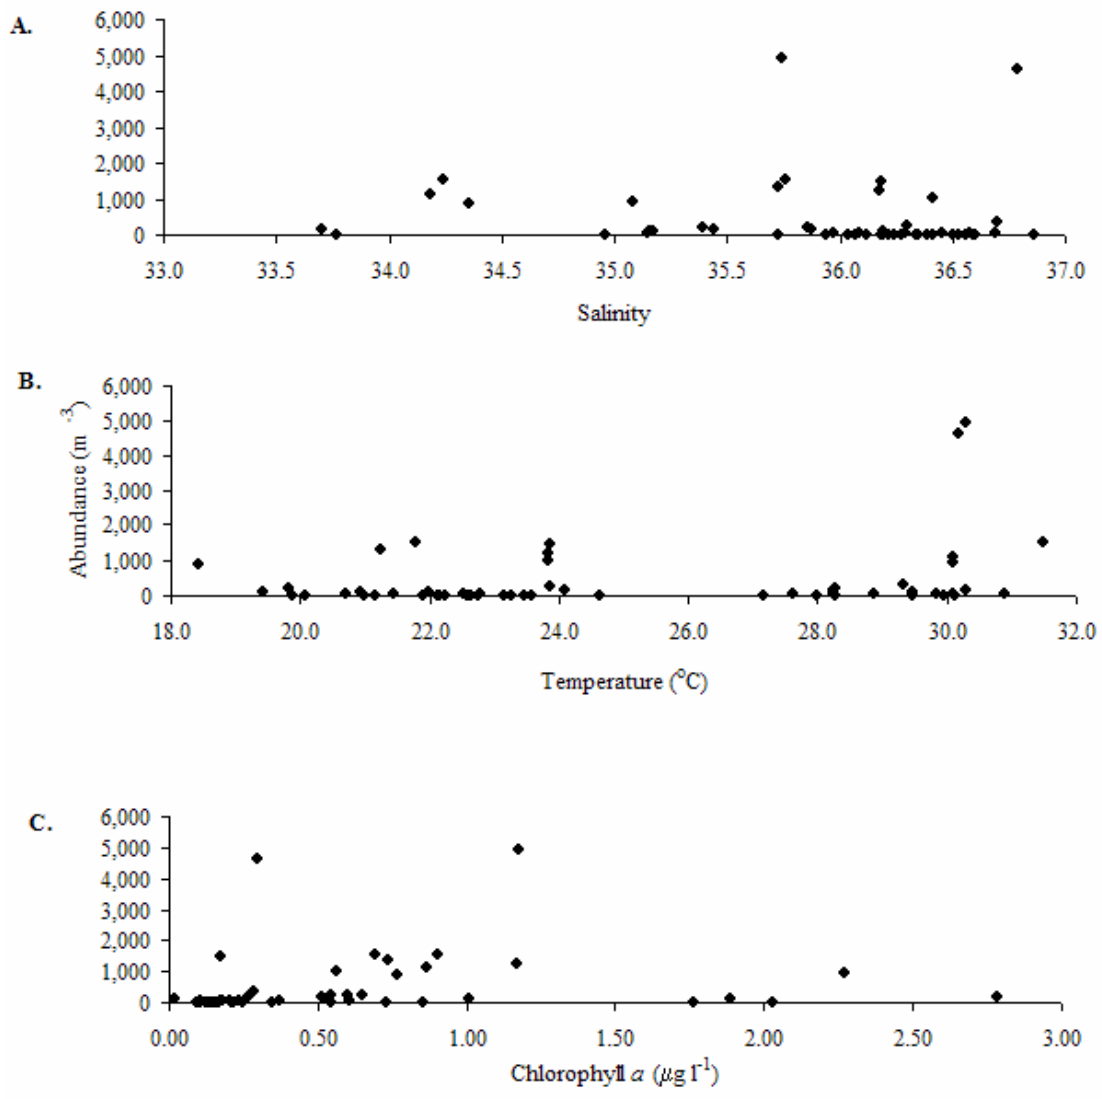 A.
6,000
5,000
4,000
3,000
2,000
1,000
0
33.0 33.5 34.0 34.5 35.0 35.5 36.0 36.5 37.0
Salinity
B.
Abundance (m⁻³)
6,000
5,000
4,000
3,000
2,000
1,000
0
18.0 20.0 22.0 24.0 26.0 28.0 30.0 32.0
Temperature (°C)
C.
6,000
5,000
4,000
3,000
2,000
1,000
0
0.00 0.50 1.00 1.50 2.00 2.50 3.00
Chlorophyll a (μg l⁻¹)